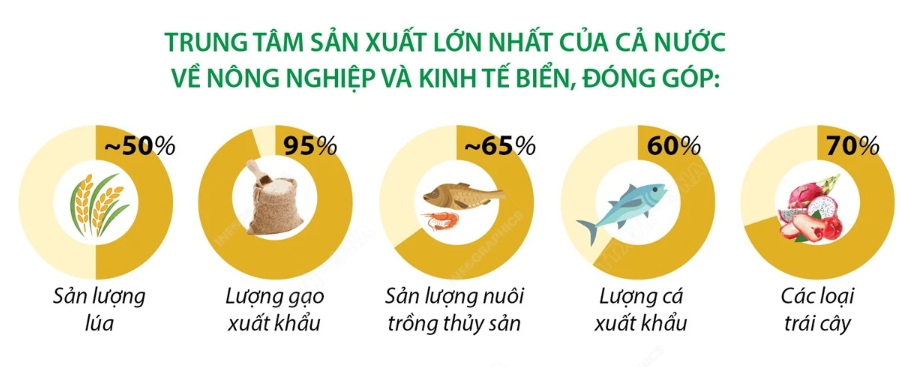 TRUNG TÂM SẢN XUẤT LỚN NHẤT CỦA CẢ NƯỚC
VỀ NÔNG NGHIỆP VÀ KINH TẾ BIỂN, ĐÓNG GÓP:
~50%
95%
~65%
60%
70%
Sản lượng
lúa
Lượng gạo
xuất khẩu
Sản lượng nuôi
trồng thủy sản
Lượng cá
xuất khẩu
Các loại
trái cây